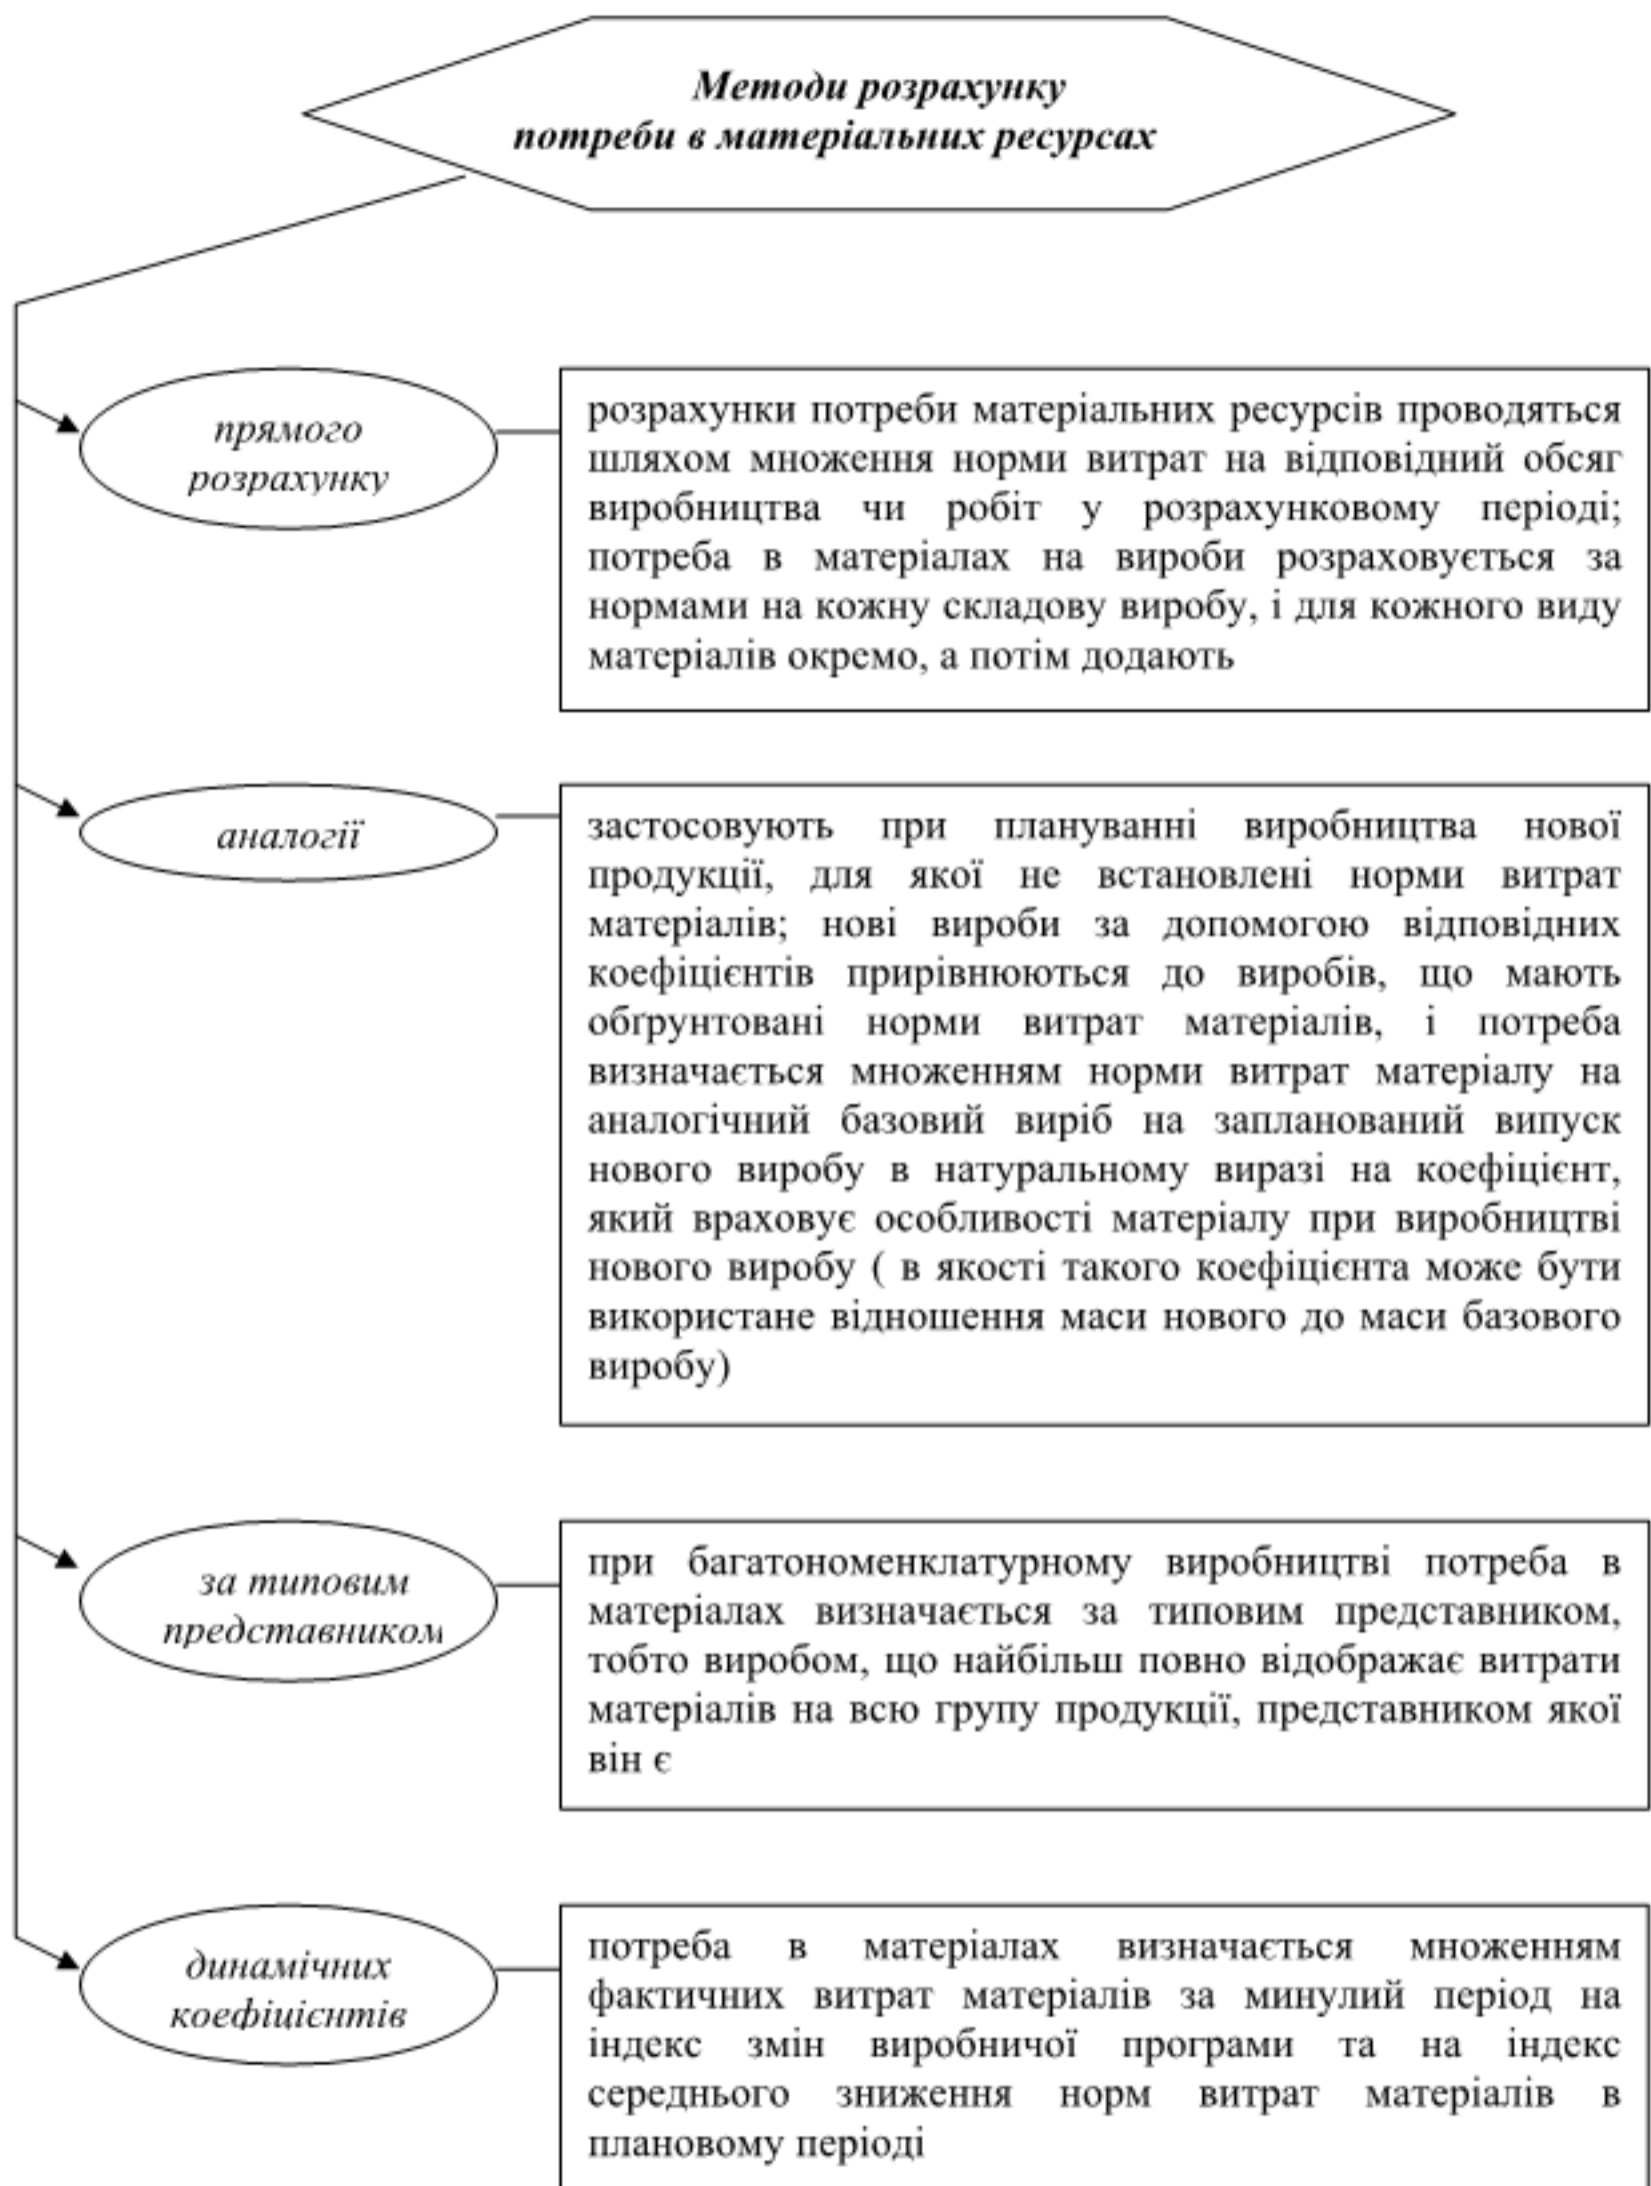 Методи розрахунку
потреби в матеріальних ресурсах
прямого
розрахунку
розрахунки потреби матеріальних ресурсів проводяться
шляхом множення норми витрат на відповідний обсяг
виробництва чи робіт у розрахунковому періоді;
потреба в матеріалах на вироби розраховується за
нормами на кожну складову виробу, і для кожного виду
матеріалів окремо, а потім додають
аналогії
застосовують при плануванні виробництва нової
продукції, для якої не встановлені норми витрат
матеріалів; нові вироби за допомогою відповідних
коефіцієнтів прирівнюються до виробів, що мають
обґрунтовані норми витрат матеріалів, і потреба
визначається множенням норми витрат матеріалу на
аналогічний базовий виріб на запланований випуск
нового виробу в натуральному виразі на коефіцієнт,
який враховує особливості матеріалу при виробництві
нового виробу ( в якості такого коефіцієнта може бути
використане відношення маси нового до маси базового
виробу)
за типовим
представником
при багатономенклатурному виробництві потреба в
матеріалах визначається за типовим представником,
тобто виробом, що найбільш повно відображає витрати
матеріалів на всю групу продукції, представником якої
він є
динамічних
коефіцієнтів
потреба в матеріалах визначається множенням
фактичних витрат матеріалів за минулий період на
індекс змін виробничої програми та на індекс
середнього зниження норм витрат матеріалів в
плановому періоді